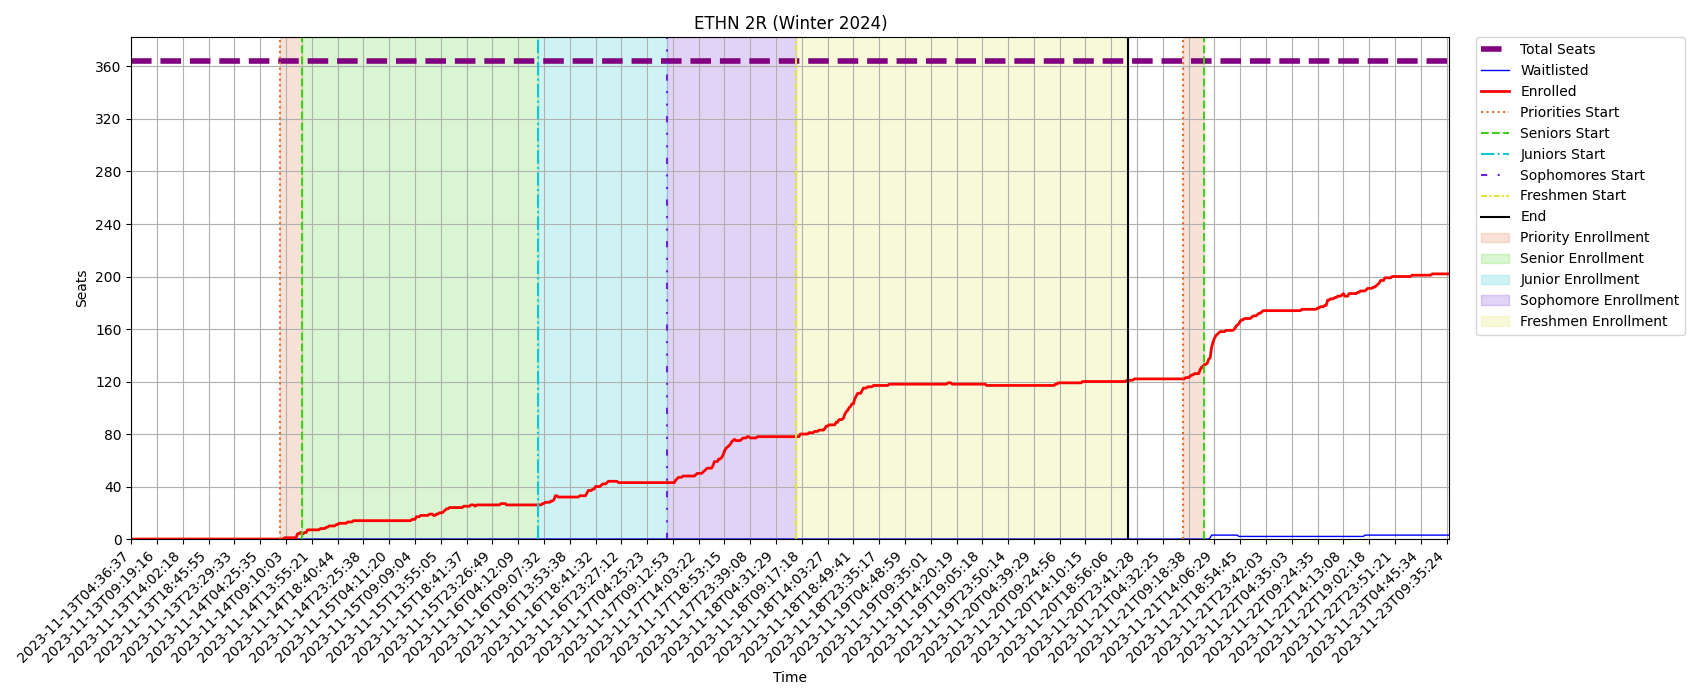 ETHN 2R (Winter 2024)
Seats
360
320
280
240
200
160
120
80
40
0
2023-11-13T04:36:37
2023-11-13T09:19:16
2023-11-13T14:02:18
2023-11-13T18:45:55
2023-11-13T23:29:33
2023-11-14T04:25:35
2023-11-14T09:10:03
2023-11-14T13:55:21
2023-11-14T18:40:44
2023-11-14T23:25:38
2023-11-15T04:11:20
2023-11-15T09:09:04
2023-11-15T13:55:05
2023-11-15T18:41:37
2023-11-15T23:26:49
2023-11-16T04:12:09
2023-11-16T09:07:32
2023-11-16T13:53:38
2023-11-16T18:41:32
2023-11-16T23:27:12
2023-11-17T04:25:23
2023-11-17T09:12:53
2023-11-17T14:03:22
2023-11-17T18:53:15
2023-11-17T23:39:08
2023-11-18T04:31:29
2023-11-18T09:17:18
2023-11-18T14:03:27
2023-11-18T18:49:41
2023-11-18T23:35:17
2023-11-19T04:48:59
2023-11-19T09:35:01
2023-11-19T14:20:19
2023-11-19T19:05:18
2023-11-19T23:50:14
2023-11-20T04:39:29
2023-11-20T09:24:56
2023-11-20T14:10:15
2023-11-20T18:56:06
2023-11-20T23:41:28
2023-11-21T04:32:25
2023-11-21T09:18:38
2023-11-21T14:06:29
2023-11-21T18:54:45
2023-11-21T23:42:03
2023-11-22T04:35:03
2023-11-22T09:24:35
2023-11-22T14:13:08
2023-11-22T19:02:18
2023-11-22T23:51:21
2023-11-23T04:45:34
2023-11-23T09:35:24
Time
Total Seats
Waitlisted
Enrolled
Priorities Start
Seniors Start
Juniors Start
Sophomores Start
Freshmen Start
End
Priority Enrollment
Senior Enrollment
Junior Enrollment
Sophomore Enrollment
Freshmen Enrollment